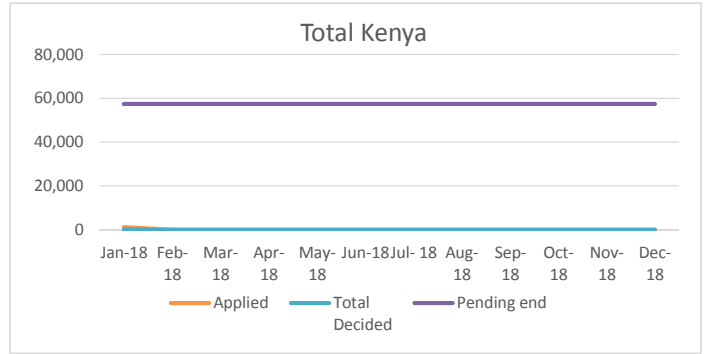 Total Kenya
80,000
60,000
40,000
20,000
0
Jan-18 Feb-18 Mar-18 Apr-18 May-18 Jun-18 Jul- 18 Aug-18 Sep-18 Oct-18 Nov-18 Dec-18
Applied Total Decided Pending end